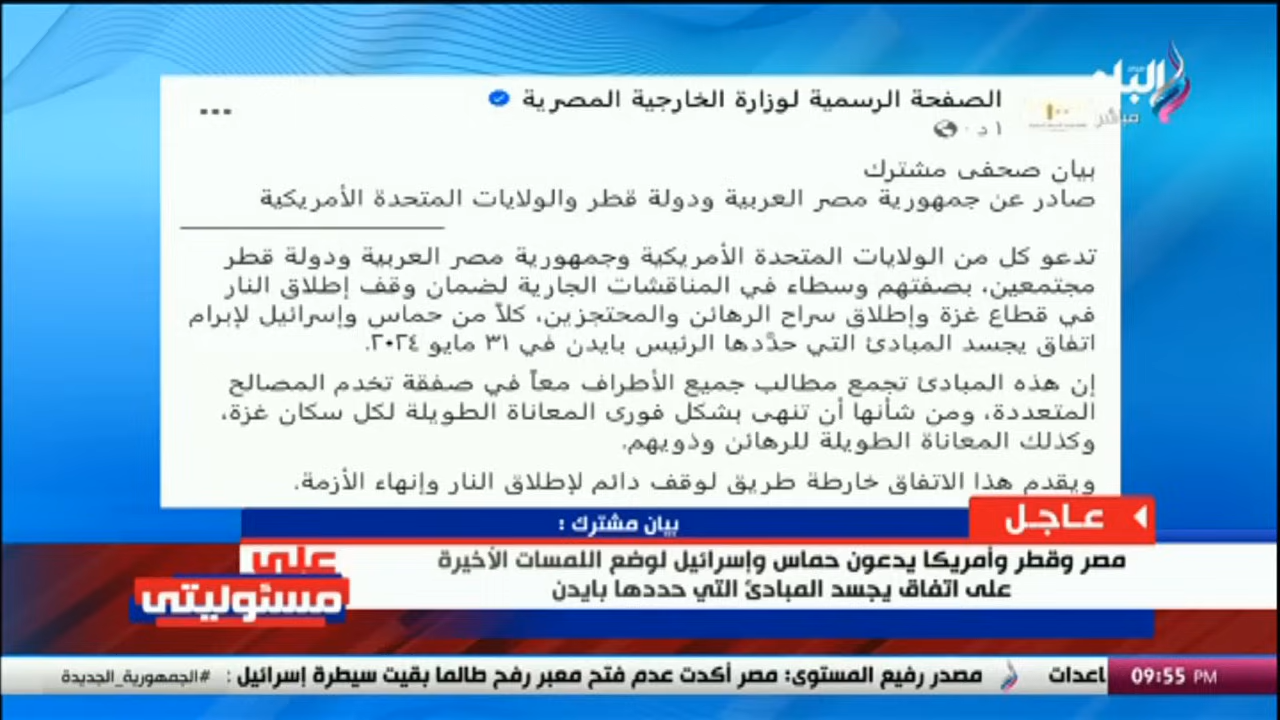 البلد
مباشر
الصفحة الرسمية لوزارة الخارجية المصرية
١ د ·
بيان صحفى مشترك
صادر عن جمهورية مصر العربية ودولة قطر والولايات المتحدة الأمريكية
تدعو كل من الولايات المتحدة الأمريكية وجمهورية مصر العربية ودولة قطر
مجتمعين، بصفتهم وسطاء في المناقشات الجارية لضمان وقف إطلاق النار
في قطاع غزة وإطلاق سراح الرهائن والمحتجزين، كلاً من حماس وإسرائيل لإبرام
اتفاق يجسد المبادئ التي حدَّدها الرئيس بايدن في ٣١ مايو ٢٠٢٤.
إن هذه المبادئ تجمع مطالب جميع الأطراف معاً في صفقة تخدم المصالح
المتعددة، ومن شأنها أن تنهى بشكل فورى المعاناة الطويلة لكل سكان غزة،
وكذلك المعاناة الطويلة للرهائن وذويهم.
ويقدم هذا الاتفاق خارطة طريق لوقف دائم لإطلاق النار وإنهاء الأزمة.
عاجل
بيان مشترك :
مصر وقطر وأمريكا يدعون حماس وإسرائيل لوضع اللمسات الأخيرة
على اتفاق يجسد المبادئ التي حددها بايدن
على
مسئوليتى
09:55 PM
اعدات مصدر رفيع المستوى: مصر أكدت عدم فتح معبر رفح طالما بقيت سيطرة إسرائيل : #الجمهورية_الجديدة